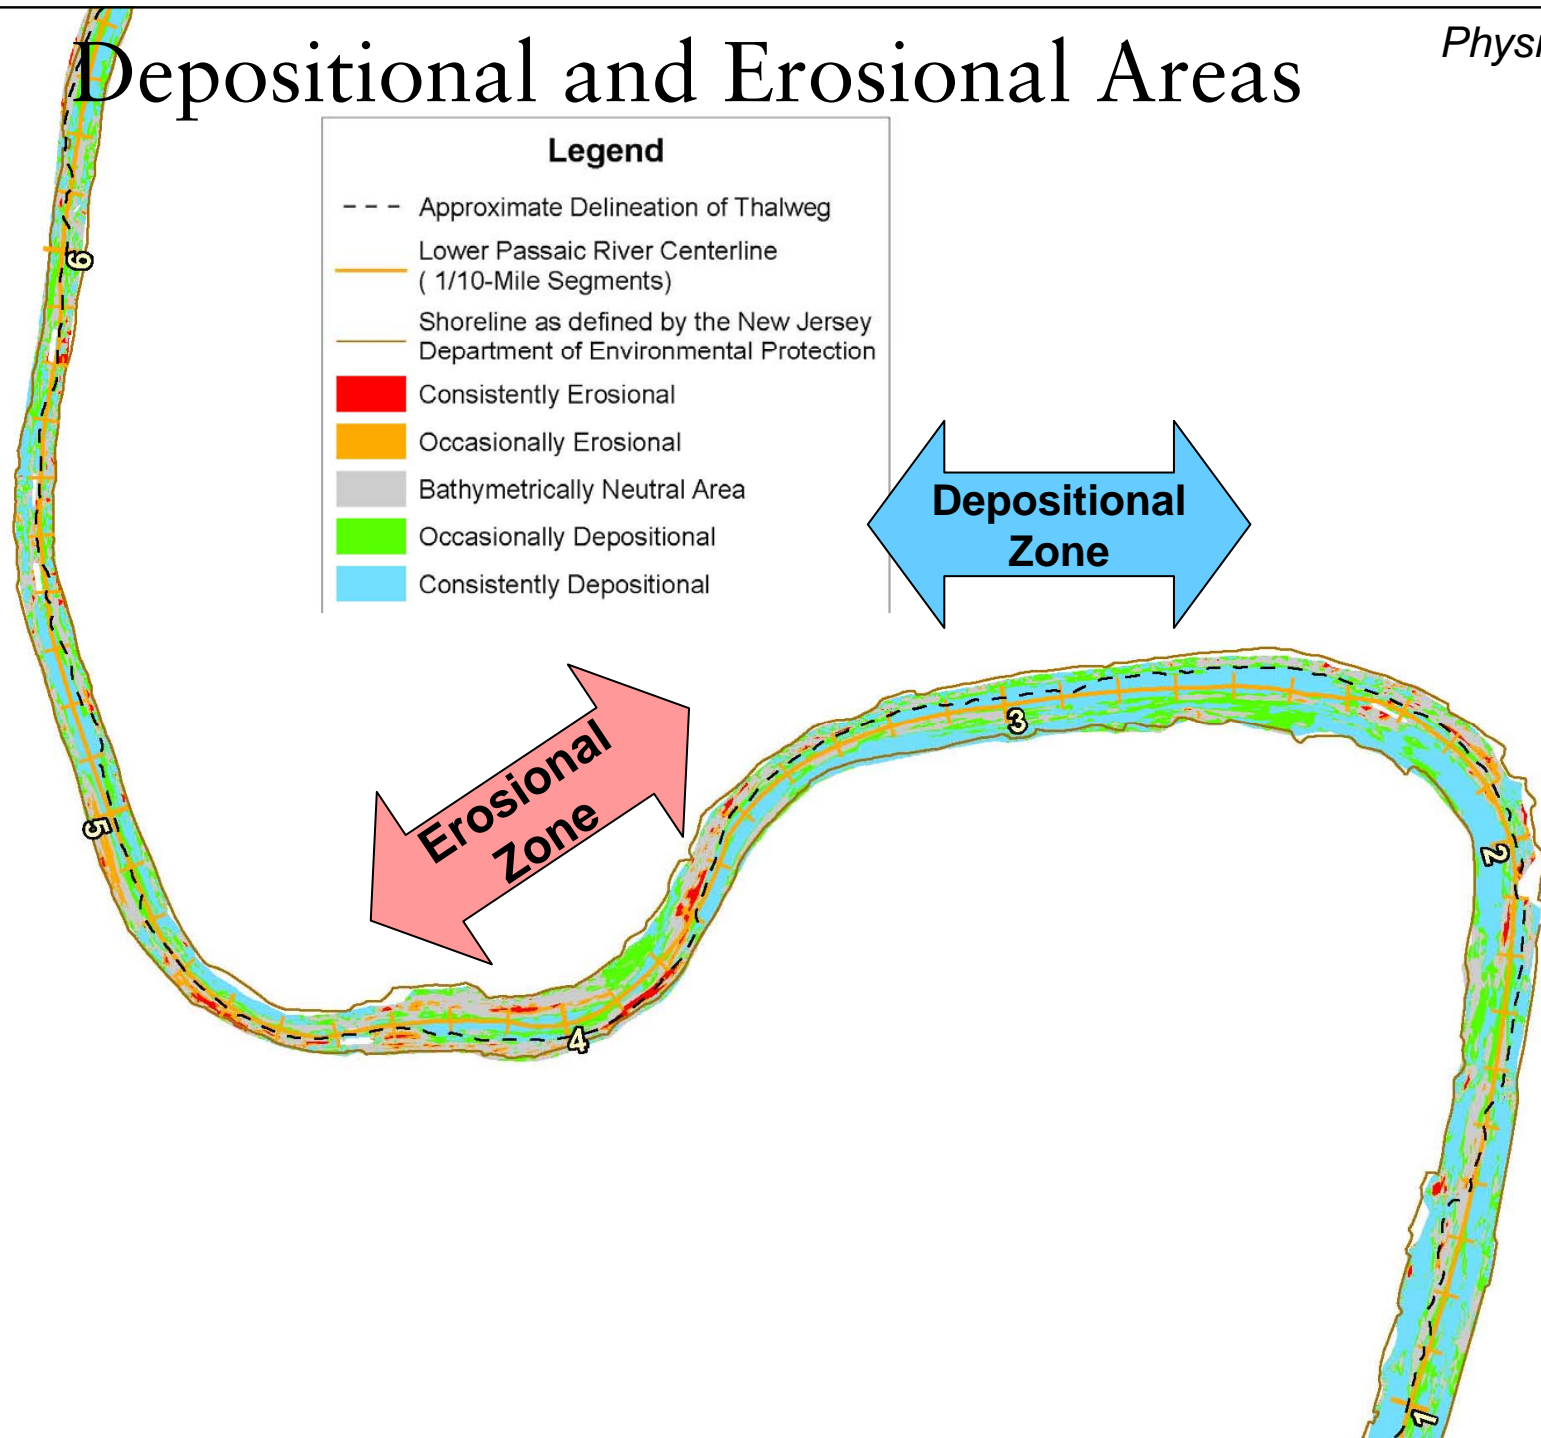 Depositional and Erosional Areas
Legend
Approximate Delineation of Thalweg
Lower Passaic River Centerline
( 1/10-Mile Segments)
Shoreline as defined by the New Jersey
Department of Environmental Protection
Consistently Erosional
Occasionally Erosional
Bathymetrically Neutral Area
Occasionally Depositional
Consistently Depositional
Depositional
Zone
Erosional
Zone
6
5
4
3
2
1